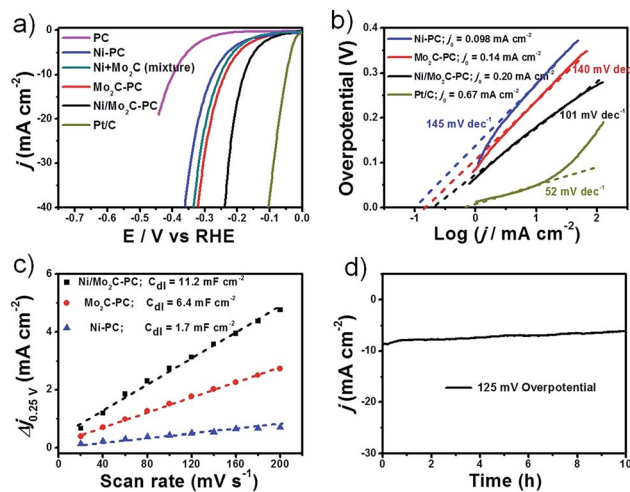 a)
PC
Ni-PC
Ni+Mo₂C (mixture)
Mo₂C-PC
Ni/Mo₂C-PC
Pt/C
j (mA cm⁻²)
0
-10
-20
-30
-40
-0.7 -0.6 -0.5 -0.4 -0.3 -0.2 -0.1 0.0
E / V vs RHE
b)
Ni-PC; j₀ = 0.098 mA cm⁻²
Mo₂C-PC; j₀ = 0.14 mA cm⁻²
Ni/Mo₂C-PC; j₀ = 0.20 mA cm⁻²
Pt/C; j₀ = 0.67 mA cm⁻²
140 mV dec⁻¹
145 mV dec⁻¹
101 mV dec⁻¹
52 mV dec⁻¹
Overpotential (V)
0.4
0.3
0.2
0.1
0.0
-2 -1 0 1 2
Log (j / mA cm⁻²)
c)
Ni/Mo₂C-PC; Cdl = 11.2 mF cm⁻²
Mo₂C-PC; Cdl = 6.4 mF cm⁻²
Ni-PC; Cdl = 1.7 mF cm⁻²
Δj0.25 V (mA cm⁻²)
6
4
2
0
0 40 80 120 160 200
Scan rate (mV s⁻¹)
d)
125 mV Overpotential
j (mA cm⁻²)
0
-10
-20
-30
0 2 4 6 8 10
Time (h)